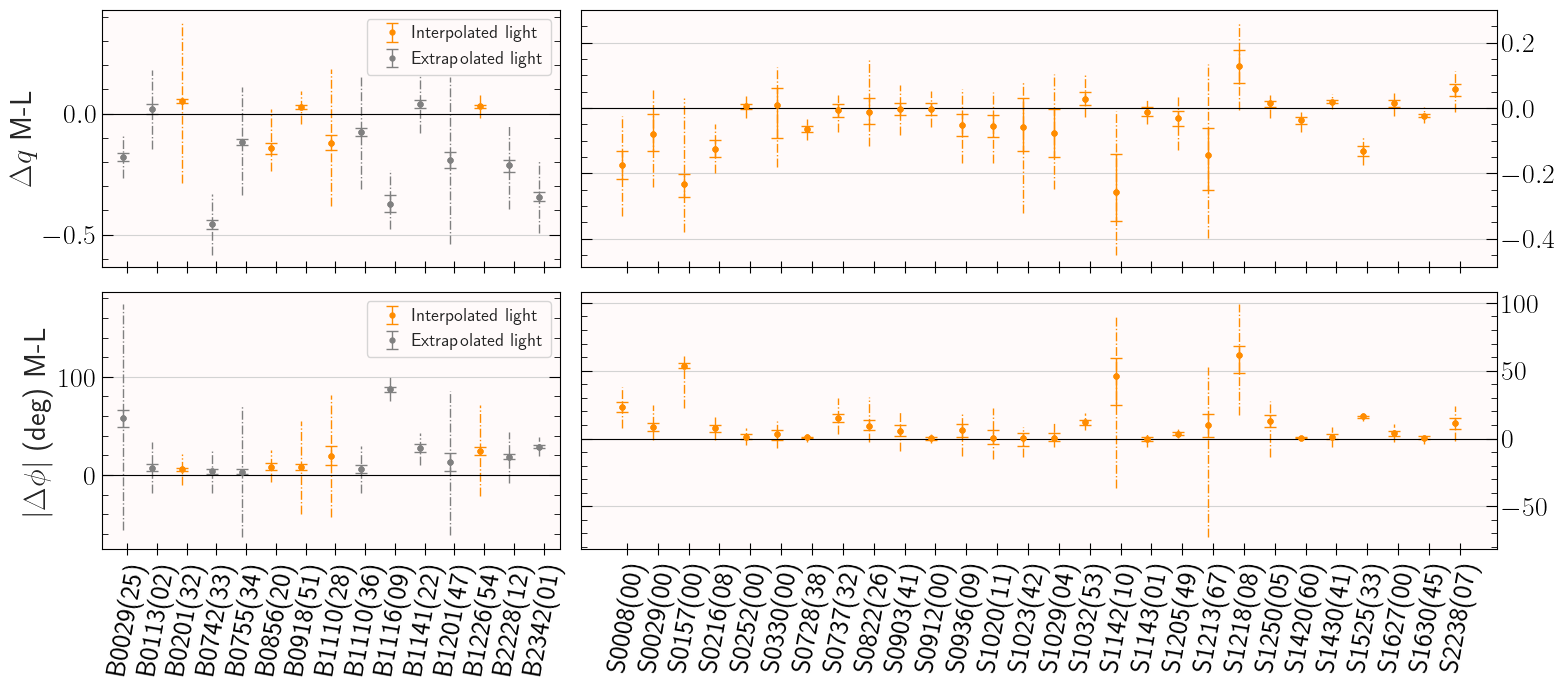 Δq M-L
0.0
−0.5
Interpolated light
Extrapolated light
0.2
0.0
−0.2
−0.4
|Δϕ| (deg) M-L
100
0
Interpolated light
Extrapolated light
100
50
0
−50
B0029(25)
B0113(02)
B0201(32)
B0742(33)
B0755(34)
B0856(20)
B0918(51)
B1110(28)
B1110(36)
B1116(09)
B1141(22)
B1201(47)
B1226(54)
B2228(12)
B2342(01)
S0008(00)
S0029(00)
S0157(00)
S0216(08)
S0252(00)
S0330(00)
S0728(38)
S0737(32)
S0822(26)
S0903(41)
S0912(00)
S0936(09)
S1020(11)
S1023(42)
S1029(04)
S1032(53)
S1142(10)
S1143(01)
S1205(49)
S1213(67)
S1218(08)
S1250(05)
S1420(60)
S1430(41)
S1525(33)
S1627(00)
S1630(45)
S2238(07)